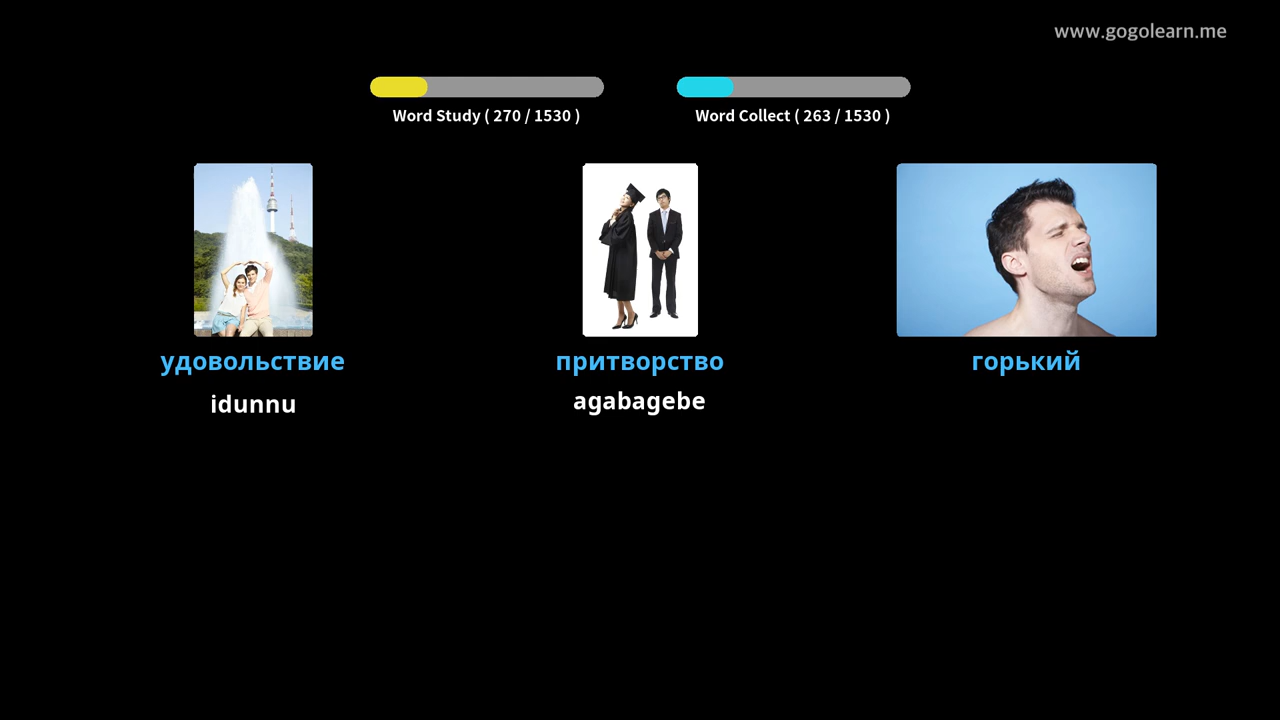 www.gogolearn.me
Word Study ( 270 / 1530 )
Word Collect ( 263 / 1530 )
удовольствие
притворство
горький
idunnu
agabagebe